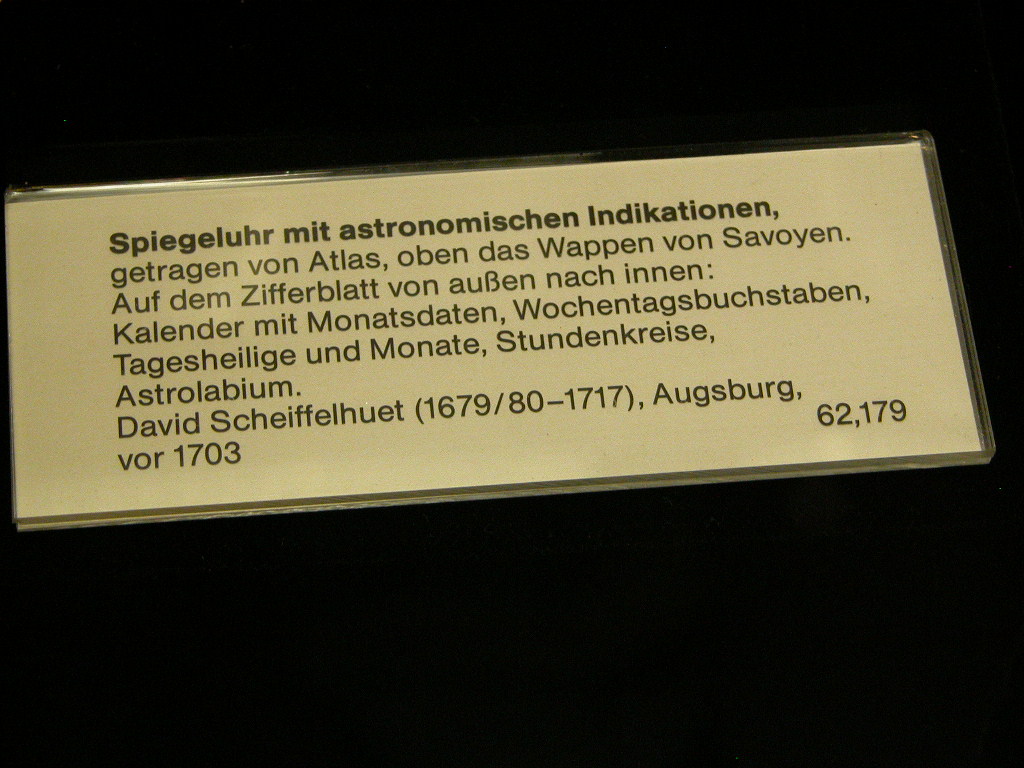 Spiegeluhr mit astronomischen Indikationen,
getragen von Atlas, oben das Wappen von Savoyen.
Auf dem Zifferblatt von außen nach innen:
Kalender mit Monatsdaten, Wochentagsbuchstaben,
Tagesheilige und Monate, Stundenkreise,
Astrolabium.
David Scheiffelhuet (1679/80–1717), Augsburg,
vor 1703 62,179